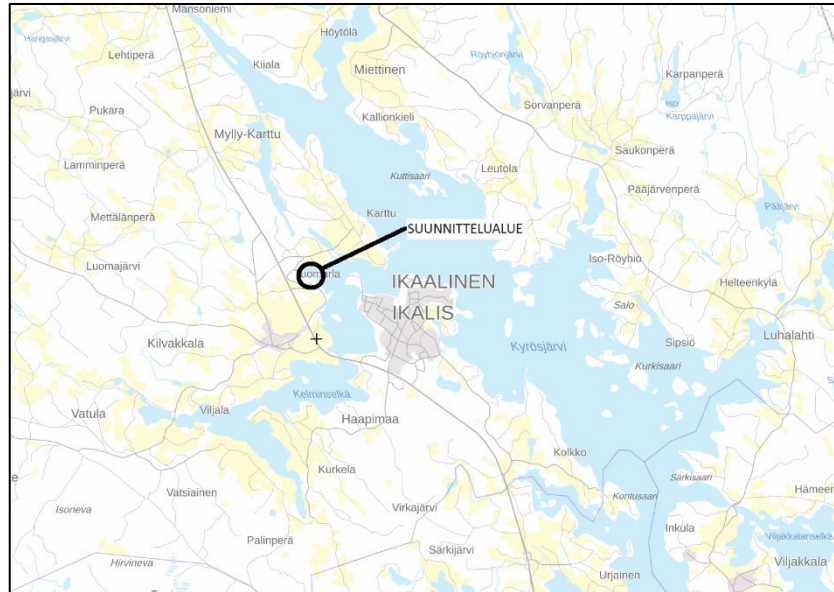 Mansoniemi
Höytölä
Hangasjärvi
Lehtiperä
Kiiala
Miettinen
Röyhiönjärvi
Karpanperä
järvi
Pukara
Kallionkieli
Sorvanperä
Iso
Karppajärvi
Mylly-Karttu
Saukonperä
Lamminperä
Leutola
Kuttisaari
Pääjärvenperä
Pääjärvi
Mettälänperä
Karttu
SUUNNITTELUALUE
Luomajärvi
Iso-Röyhiö
IKAALINEN
Helteenkylä
IKALIS
Salo
Kilvakkala
Kyrösjärvi
Sipsiö
Luhalahti
Kurkisaari
Kelminselkä
Vatula
Viljala
Haapimaa
Kolkko
Kurkela
Särkisaari
Vatsiainen
Kontusaari
Hämeen
Isoneva
Virkajärvi
Inkula
Viljakkalanselkä
Palinperä
Särkijärvi
Hirvineva
Urjainen
Viljakkala